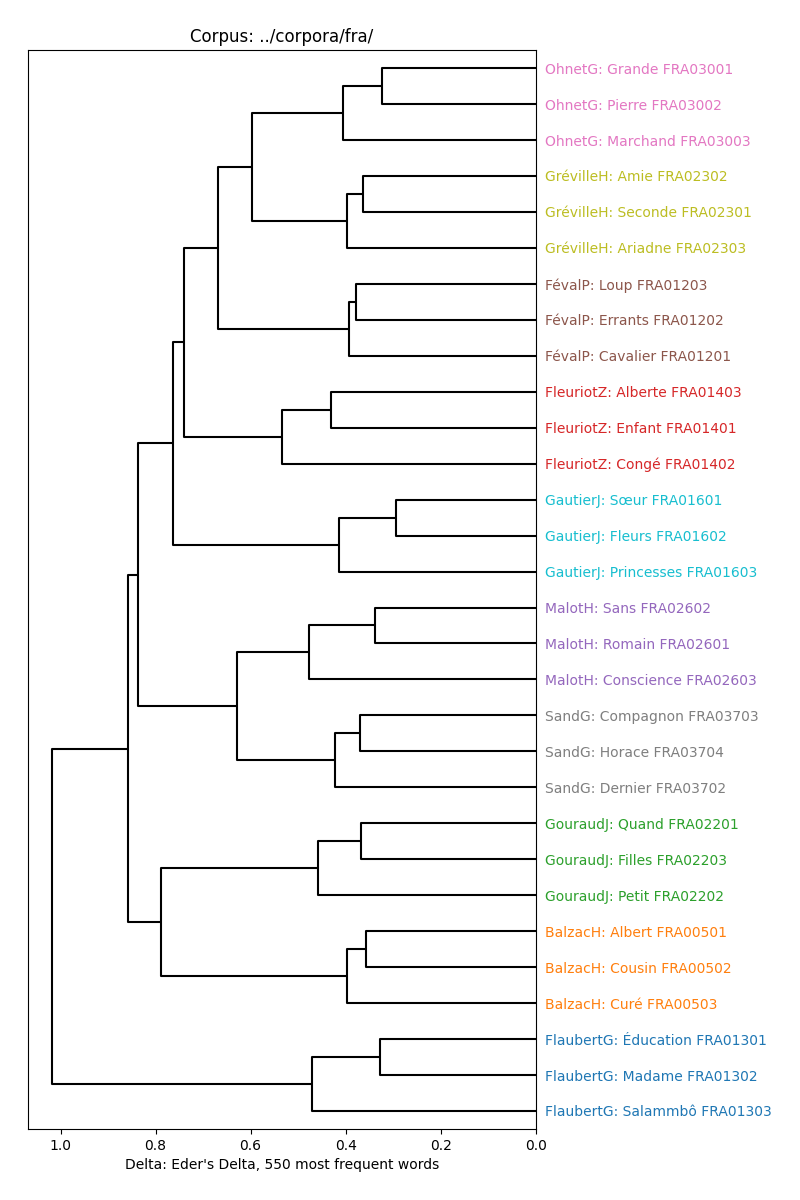 Corpus: ../corpora/fra/
OhnetG: Grande FRA03001
OhnetG: Pierre FRA03002
OhnetG: Marchand FRA03003
GrévilleH: Amie FRA02302
GrévilleH: Seconde FRA02301
GrévilleH: Ariadne FRA02303
FévalP: Loup FRA01203
FévalP: Errants FRA01202
FévalP: Cavalier FRA01201
FleuriotZ: Alberte FRA01403
FleuriotZ: Enfant FRA01401
FleuriotZ: Congé FRA01402
GautierJ: Sœur FRA01601
GautierJ: Fleurs FRA01602
GautierJ: Princesses FRA01603
MalotH: Sans FRA02602
MalotH: Romain FRA02601
MalotH: Conscience FRA02603
SandG: Compagnon FRA03703
SandG: Horace FRA03704
SandG: Dernier FRA03702
GouraudJ: Quand FRA02201
GouraudJ: Filles FRA02203
GouraudJ: Petit FRA02202
BalzacH: Albert FRA00501
BalzacH: Cousin FRA00502
BalzacH: Curé FRA00503
FlaubertG: Éducation FRA01301
FlaubertG: Madame FRA01302
FlaubertG: Salammbô FRA01303
1.0 0.8 0.6 0.4 0.2 0.0
Delta: Eder's Delta, 550 most frequent words